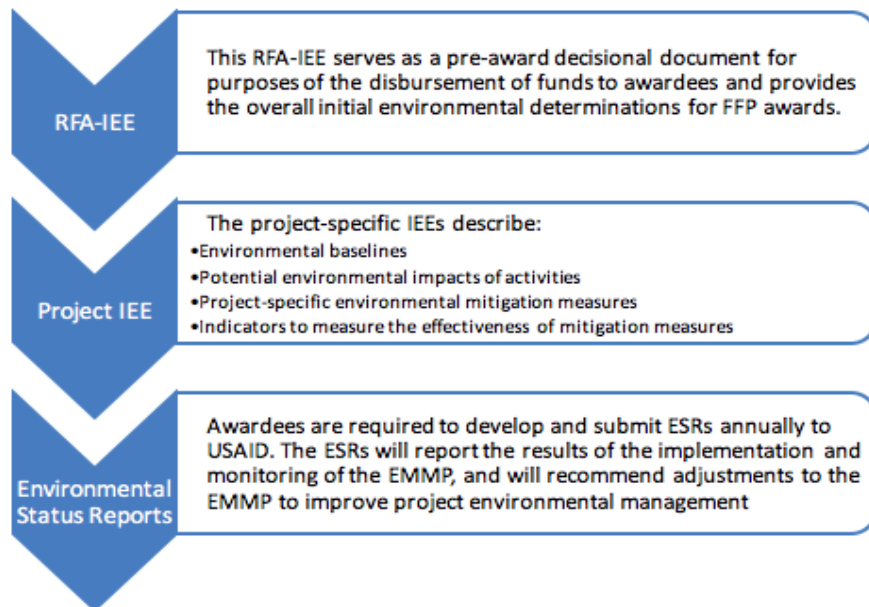 RFA-IEE
This RFA-IEE serves as a pre-award decisional document for
purposes of the disbursement of funds to awardees and provides
the overall initial environmental determinations for FFP awards.
Project IEE
The project-specific IEEs describe:
•Environmental baselines
•Potential environmental impacts of activities
•Project-specific environmental mitigation measures
•Indicators to measure the effectiveness of mitigation measures
Environmental
Status Reports
Awardees are required to develop and submit ESRs annually to
USAID. The ESRs will report the results of the implementation and
monitoring of the EMMP, and will recommend adjustments to the
EMMP to improve project environmental management